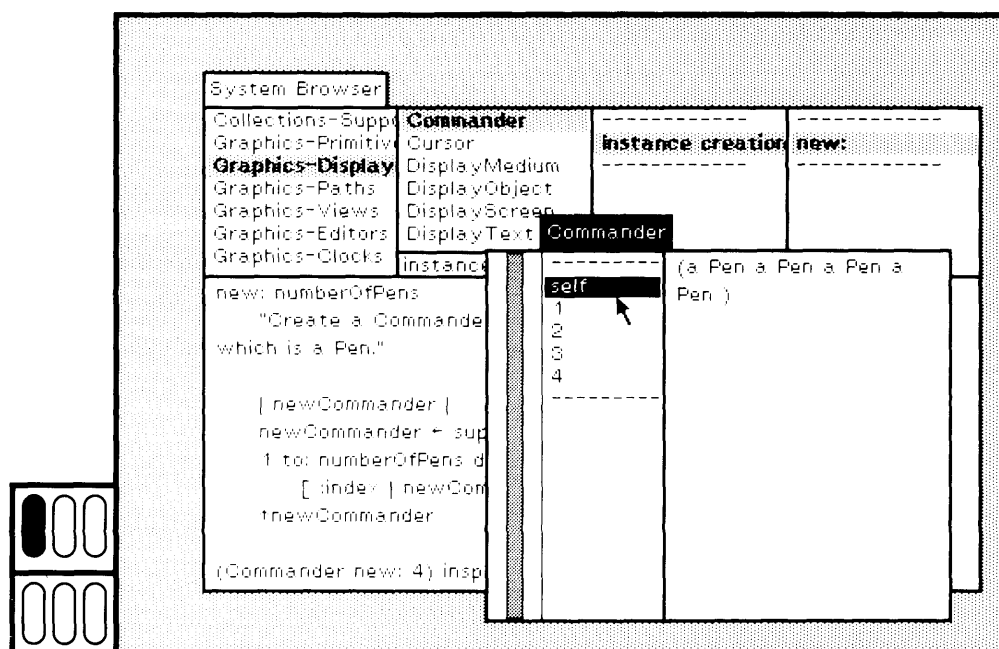 System Browser
Collections-Suppo
Graphics-Primitiv
Graphics-Display
Graphics-Paths
Graphics-Views
Graphics-Editors
Graphics-Clocks
Commander
Cursor
DisplayMedium
DisplayObject
DisplayScreen
DisplayText
instance
--------------
instance creation
--------------
--------------
new:
--------------
new: numberOfPens
"Create a Commande
which is a Pen."
| newCommander |
newCommander ← sup
1 to: numberOfPens d
[ :index | newCom
↑newCommander
(Commander new: 4) insp
Commander
--------------
self
1
2
3
4
--------------
(a Pen a Pen a Pen a
Pen )